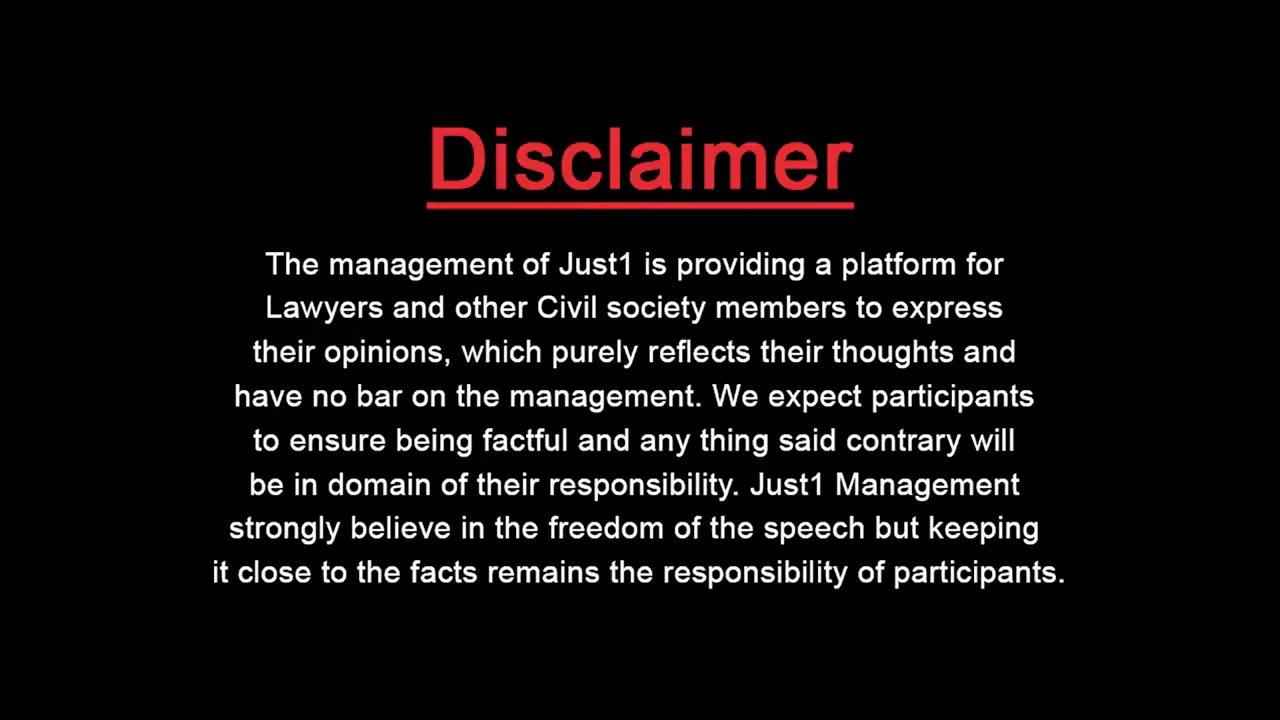 Disclaimer
The management of Just1 is providing a platform for
Lawyers and other Civil society members to express
their opinions, which purely reflects their thoughts and
have no bar on the management. We expect participants
to ensure being factful and any thing said contrary will
be in domain of their responsibility. Just1 Management
strongly believe in the freedom of the speech but keeping
it close to the facts remains the responsibility of participants.